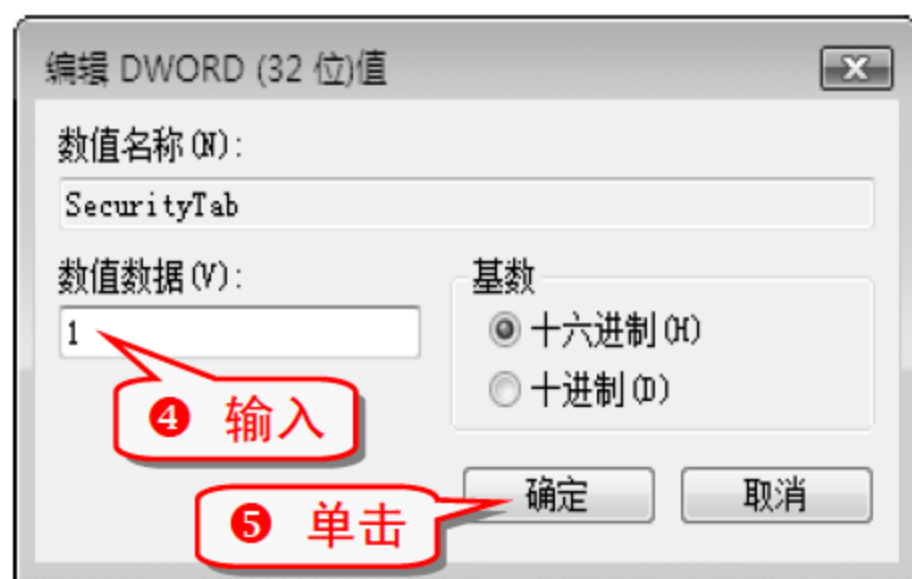 编辑 DWORD (32 位)值
数值名称(N):
SecurityTab
数值数据(V):
基数
1
十六进制(H)
十进制(D)
❹ 输入
确定
取消
❺ 单击